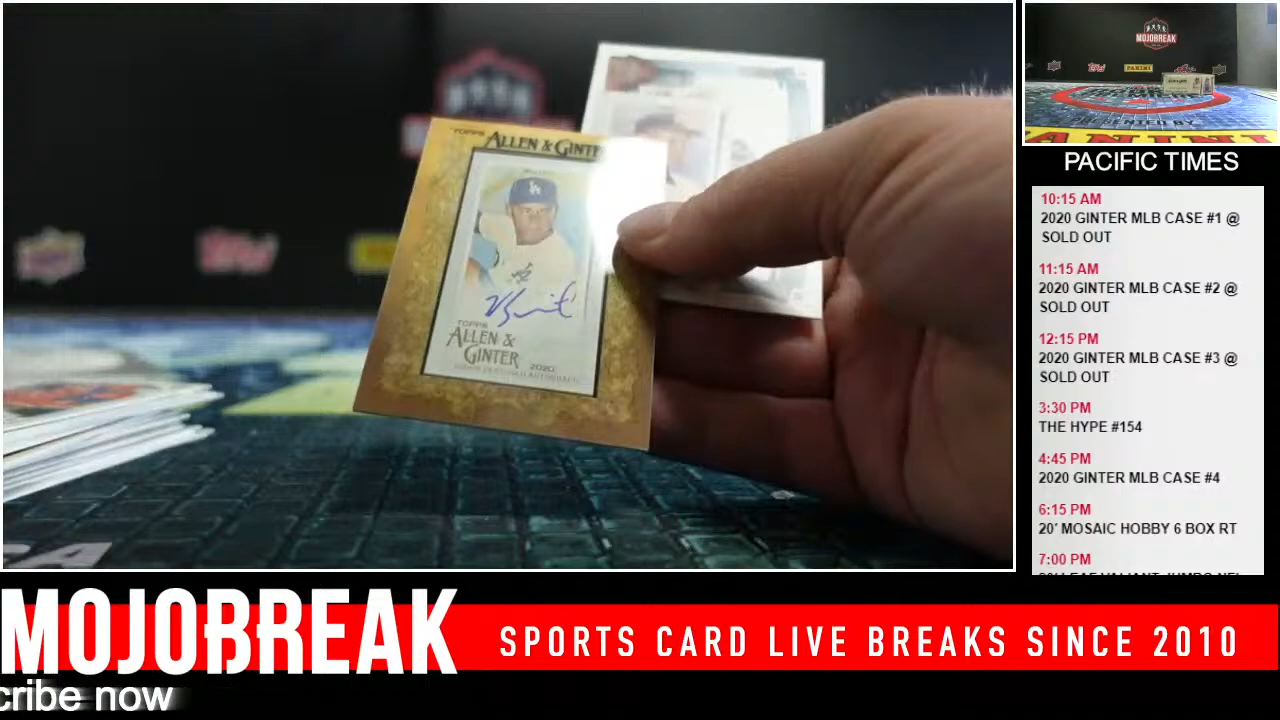 MOJOBREAK
PACIFIC TIMES
10:15 AM
2020 GINTER MLB CASE #1 @
SOLD OUT
11:15 AM
2020 GINTER MLB CASE #2 @
SOLD OUT
12:15 PM
2020 GINTER MLB CASE #3 @
SOLD OUT
3:30 PM
THE HYPE #154
4:45 PM
2020 GINTER MLB CASE #4
6:15 PM
20' MOSAIC HOBBY 6 BOX RT
7:00 PM
TOPPS
ALLEN & GINTE
LA
TOPPS
ALLEN &
GINTER
2020
MOJOBREAK
SPORTS CARD LIVE BREAKS SINCE 2010
cribe now